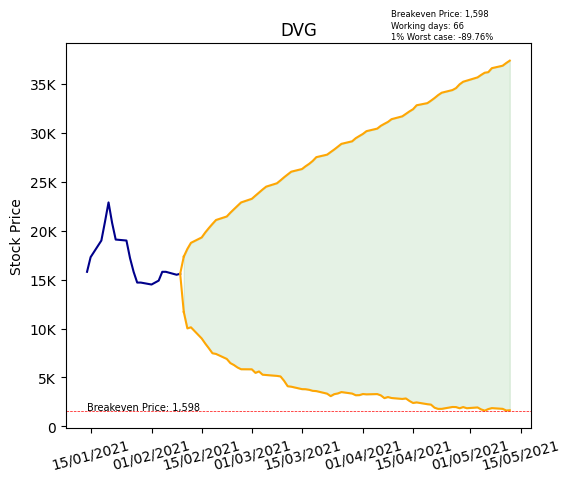 Breakeven Price: 1,598
Working days: 66
1% Worst case: -89.76%
DVG
Stock Price
35K
30K
25K
20K
15K
10K
5K
0
Breakeven Price: 1,598
15/01/2021
01/02/2021
15/02/2021
01/03/2021
15/03/2021
01/04/2021
15/04/2021
01/05/2021
15/05/2021